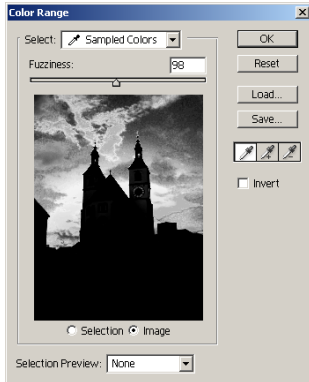 Color Range
Select: Sampled Colors
OK
Fuzziness: 98
Reset
Load...
Save...
Invert
Selection Image
Selection Preview: None